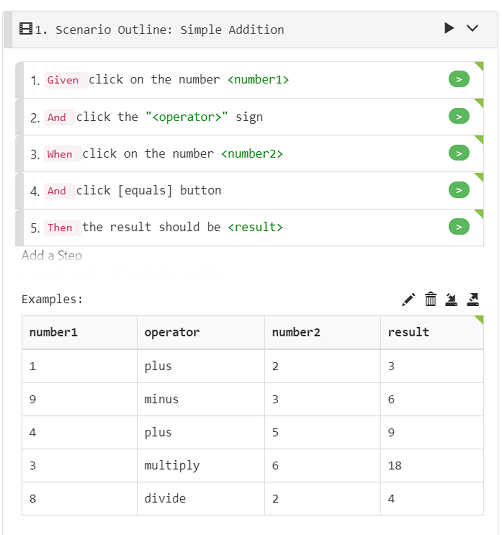 1. Scenario Outline: Simple Addition
1. Given click on the number <number1>
2. And click the "<operator>" sign
3. When click on the number <number2>
4. And click [equals] button
5. Then the result should be <result>
Add a Step
Examples:
number1 operator number2 result
1 plus 2 3
9 minus 3 6
4 plus 5 9
3 multiply 6 18
8 divide 2 4